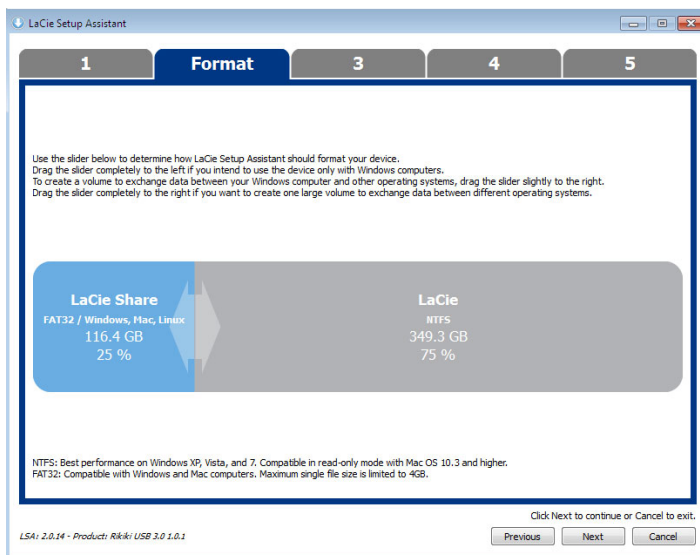 LaCie Setup Assistant
1
Format
3
4
5
Use the slider below to determine how LaCie Setup Assistant should format your device.
Drag the slider completely to the left if you intend to use the device only with Windows computers.
To create a volume to exchange data between your Windows computer and other operating systems, drag the slider slightly to the right.
Drag the slider completely to the right if you want to create one large volume to exchange data between different operating systems.
LaCie Share
FAT32 / Windows, Mac, Linux
116.4 GB
25 %
LaCie
NTFS
349.3 GB
75 %
NTFS: Best performance on Windows XP, Vista, and 7. Compatible in read-only mode with Mac OS 10.3 and higher.
FAT32: Compatible with Windows and Mac computers. Maximum single file size is limited to 4GB.
Click Next to continue or Cancel to exit.
LSA: 2.0.14 - Product: Rikiki USB 3.0 1.0.1
Previous
Next
Cancel